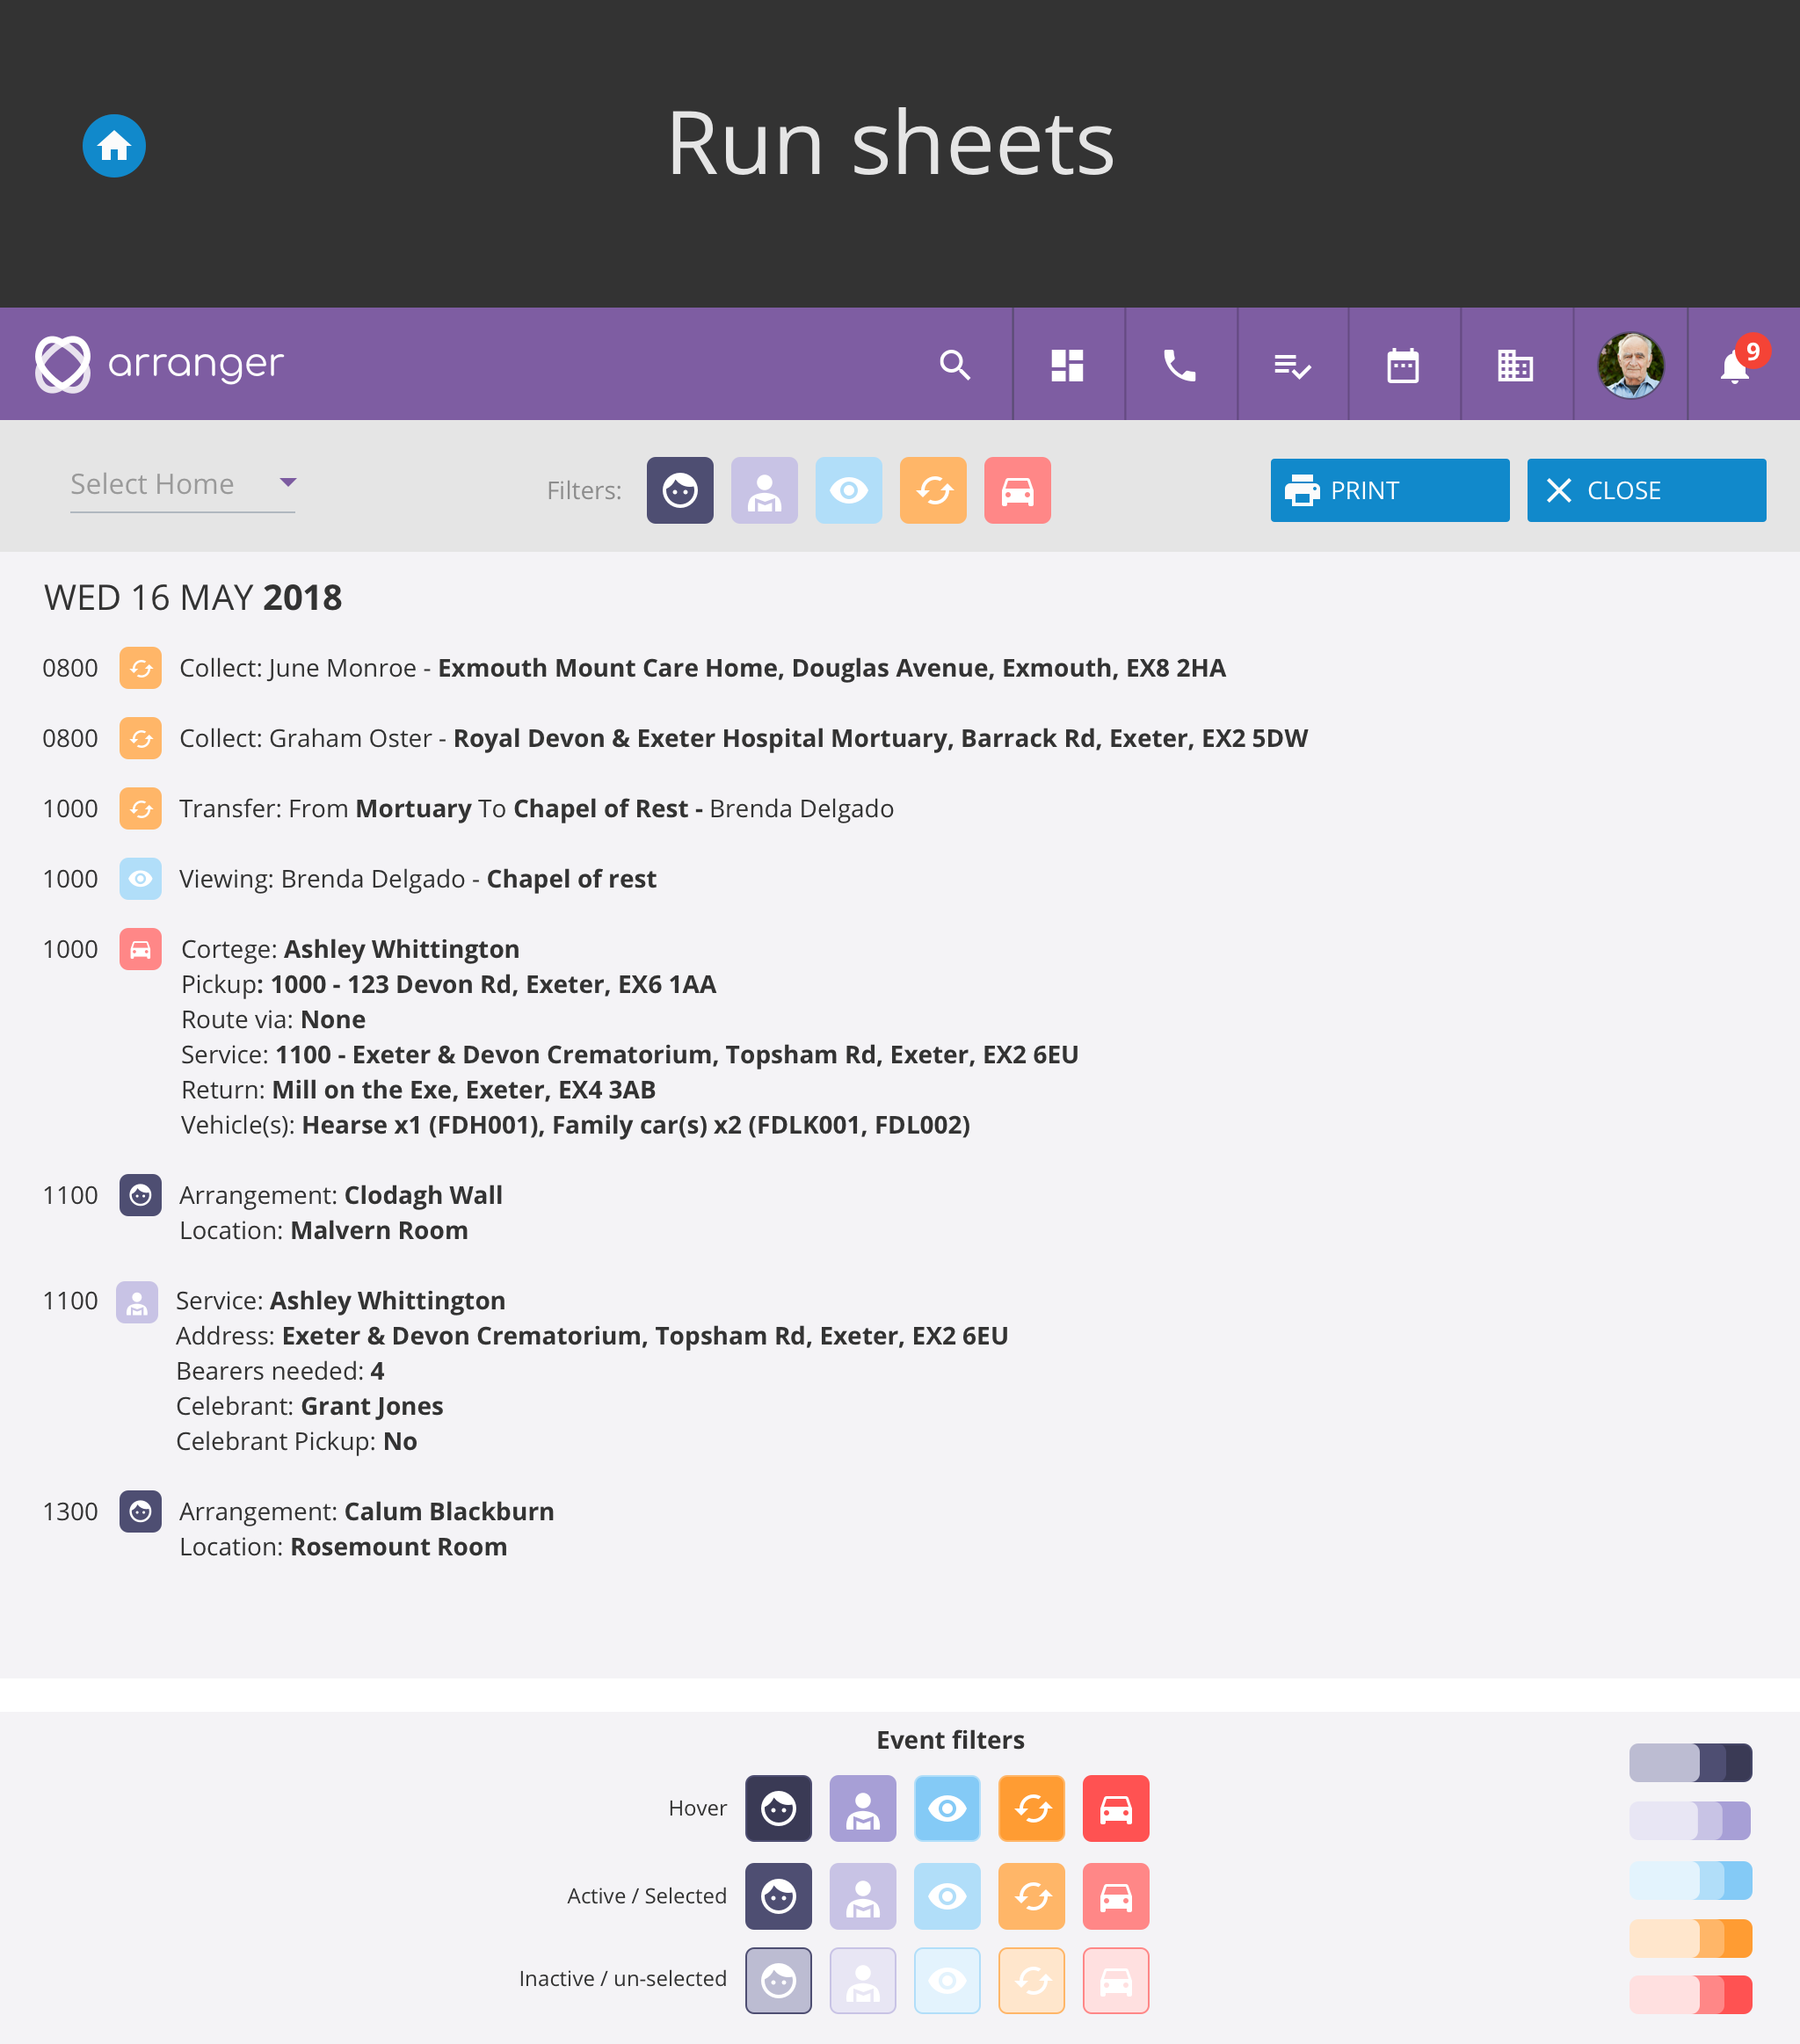 Run sheets
arranger
9
Select Home
Filters:
PRINT
CLOSE
WED 16 MAY 2018
0800 Collect: June Monroe - Exmouth Mount Care Home, Douglas Avenue, Exmouth, EX8 2HA
0800 Collect: Graham Oster - Royal Devon & Exeter Hospital Mortuary, Barrack Rd, Exeter, EX2 5DW
1000 Transfer: From Mortuary To Chapel of Rest - Brenda Delgado
1000 Viewing: Brenda Delgado - Chapel of rest
1000 Cortege: Ashley Whittington
Pickup: 1000 - 123 Devon Rd, Exeter, EX6 1AA
Route via: None
Service: 1100 - Exeter & Devon Crematorium, Topsham Rd, Exeter, EX2 6EU
Return: Mill on the Exe, Exeter, EX4 3AB
Vehicle(s): Hearse x1 (FDH001), Family car(s) x2 (FDLK001, FDL002)
1100 Arrangement: Clodagh Wall
Location: Malvern Room
1100 Service: Ashley Whittington
Address: Exeter & Devon Crematorium, Topsham Rd, Exeter, EX2 6EU
Bearers needed: 4
Celebrant: Grant Jones
Celebrant Pickup: No
1300 Arrangement: Calum Blackburn
Location: Rosemount Room
Event filters
Hover
Active / Selected
Inactive / un-selected